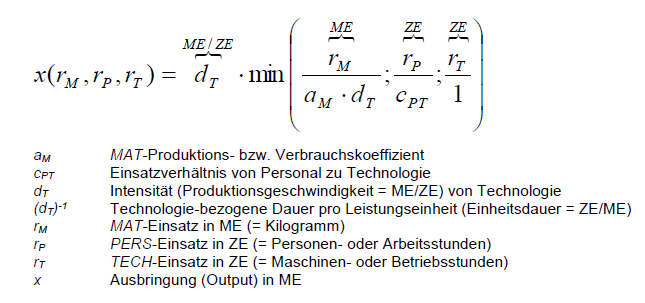 ME / ZE ME ZE ZE
x(r_M , r_P , r_T ) = d_T · min ( r_M / (a_M · d_T) ; r_P / c_PT ; r_T / 1 )
a_M MAT-Produktions- bzw. Verbrauchskoeffizient
c_PT Einsatzverhältnis von Personal zu Technologie
d_T Intensität (Produktionsgeschwindigkeit = ME/ZE) von Technologie
(d_T)^-1 Technologie-bezogene Dauer pro Leistungseinheit (Einheitsdauer = ZE/ME)
r_M MAT-Einsatz in ME (= Kilogramm)
r_P PERS-Einsatz in ZE (= Personen- oder Arbeitsstunden)
r_T TECH-Einsatz in ZE (= Maschinen- oder Betriebsstunden)
x Ausbringung (Output) in ME